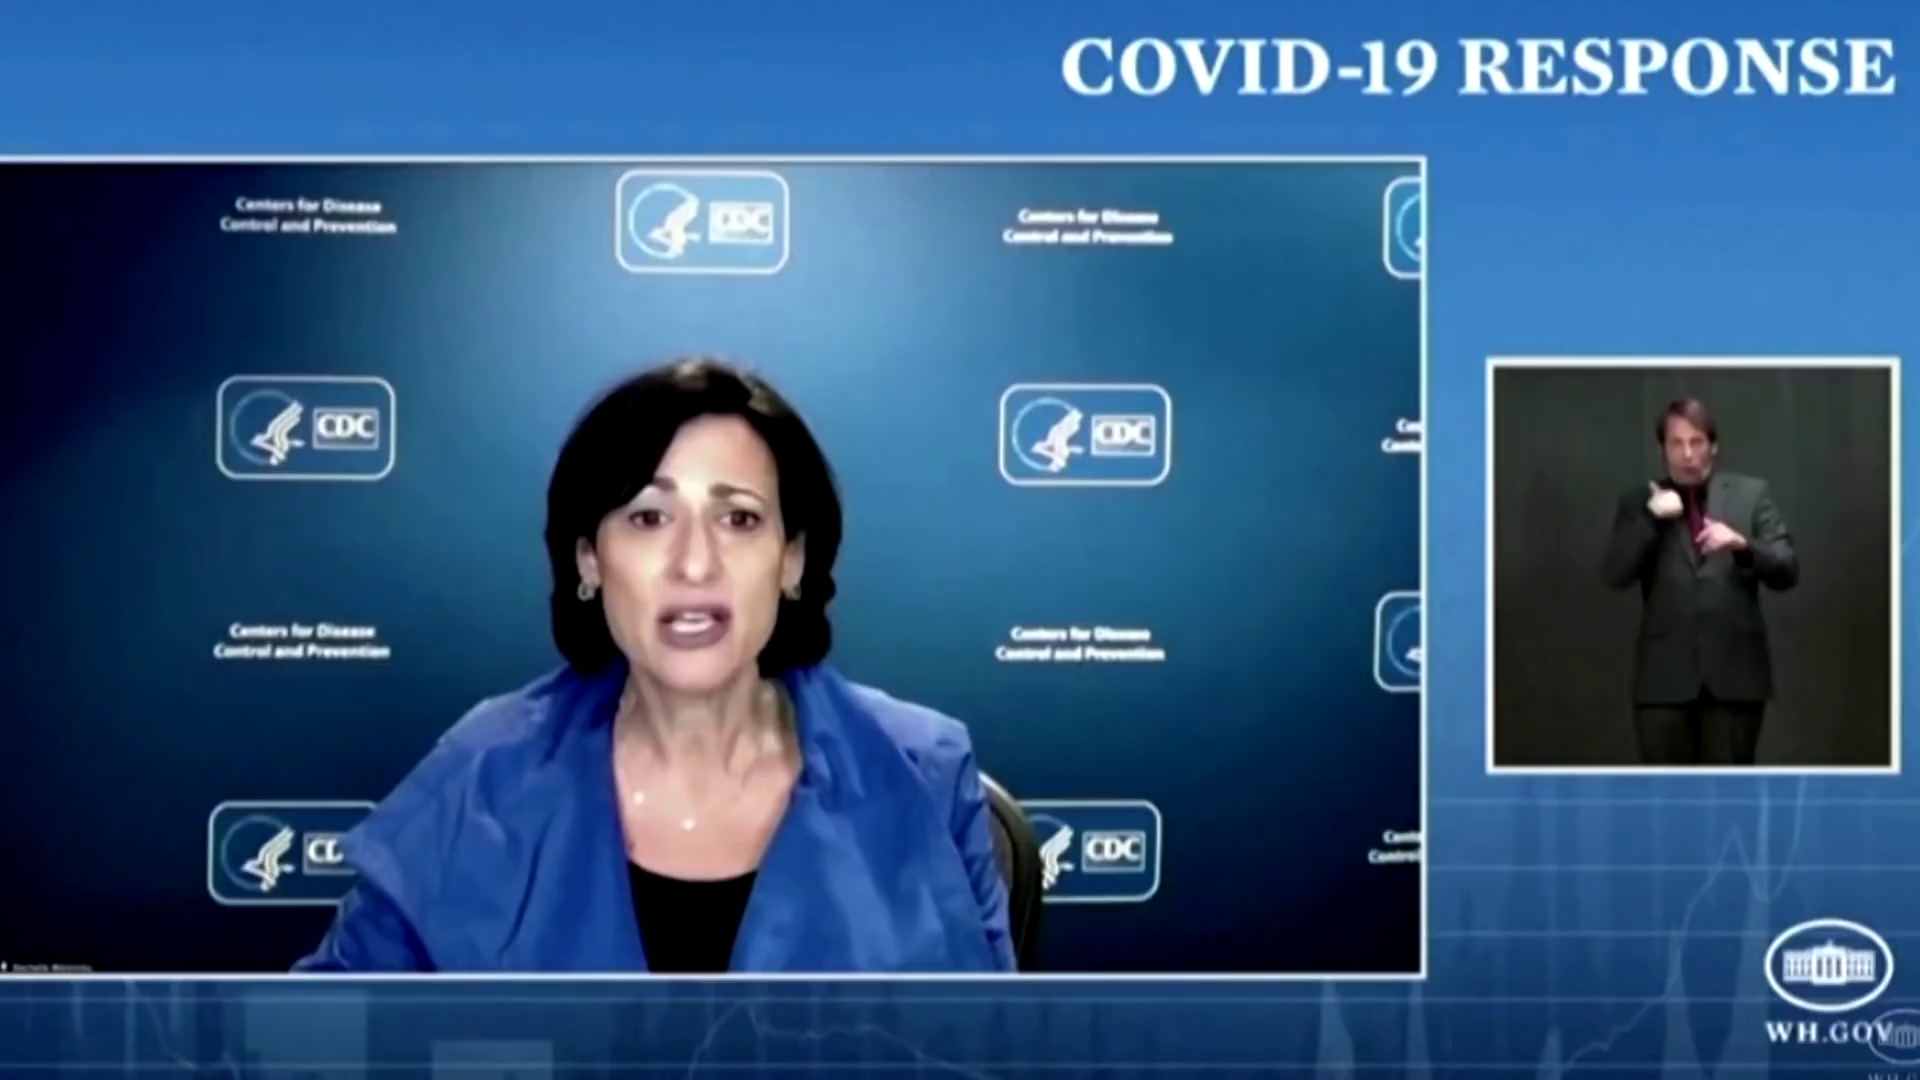 COVID-19 RESPONSE
Centers for Disease
Control and Prevention
CDC
Centers for Disease
Control and Prevention
CDC
CDC
Centers for Disease
Control and Prevention
Centers for Disease
Control and Prevention
CDC
WH.GOV